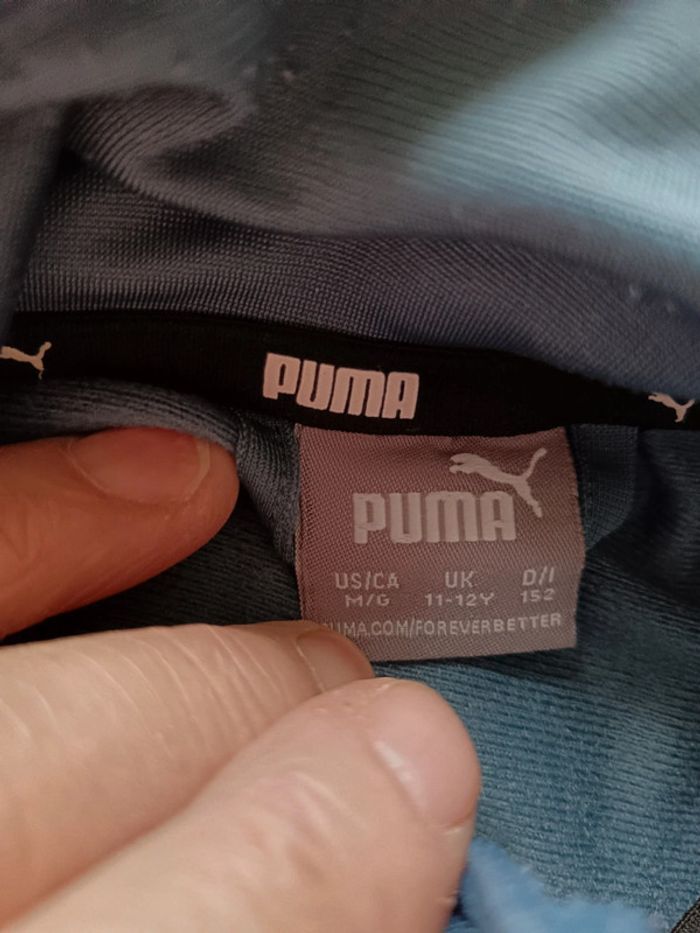 PUMA
PUMA
US/CA UK D/I
M/G 11-12Y 152
UMA.COM/FOREVERBETTER